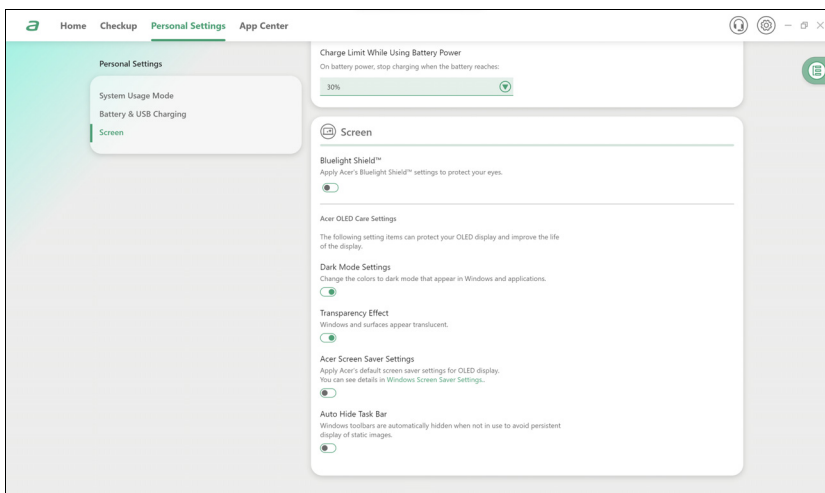 a Home Checkup Personal Settings App Center
Personal Settings
System Usage Mode
Battery & USB Charging
Screen
Charge Limit While Using Battery Power
On battery power, stop charging when the battery reaches:
30%
Screen
Bluelight Shield™
Apply Acer's Bluelight Shield™ settings to protect your eyes.
Acer OLED Care Settings
The following setting items can protect your OLED display and improve the life
of the display.
Dark Mode Settings
Change the colors to dark mode that appear in Windows and applications.
Transparency Effect
Windows and surfaces appear translucent.
Acer Screen Saver Settings
Apply Acer's default screen saver settings for OLED display.
You can see details in Windows Screen Saver Settings..
Auto Hide Task Bar
Windows toolbars are automatically hidden when not in use to avoid persistent
display of static images.